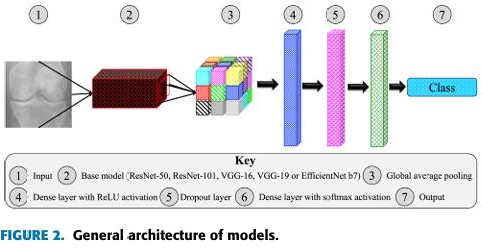 1 2 3 4 5 6 7
Class
Key
1 Input 2 Base model (ResNet-50, ResNet-101, VGG-16, VGG-19 or EfficientNet b7) 3 Global average pooling
4 Dense layer with ReLU activation 5 Dropout layer 6 Dense layer with softmax activation 7 Output
FIGURE 2. General architecture of models.